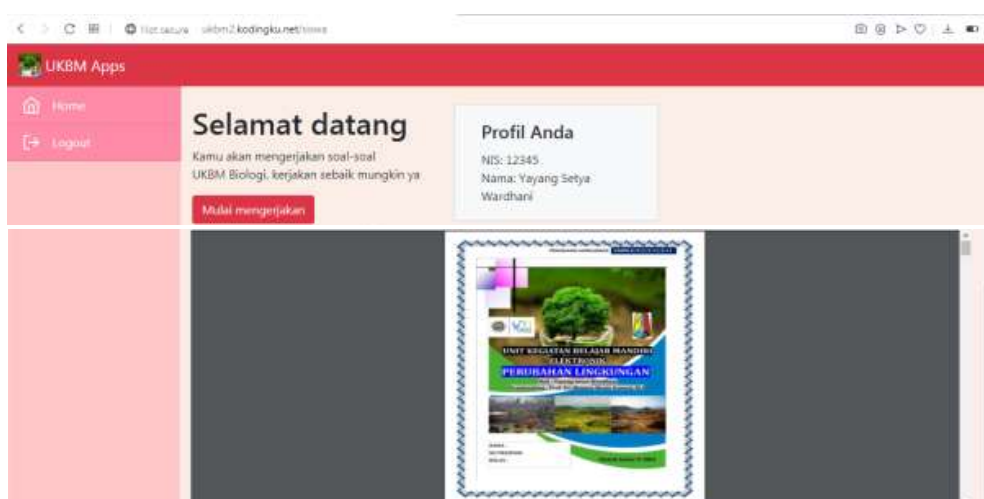 Not secure ukbm2.kodingku.net/siswa
UKBM Apps
Home
Logout
Selamat datang
Kamu akan mengerjakan soal-soal
UKBM Biologi, kerjakan sebaik mungkin ya
Mulai mengerjakan
Profil Anda
NIS: 12345
Nama: Yayang Setya
Wardhani
UNIT KEGIATAN BELAJAR MANDIRI
ELEKTRONIK
PERUBAHAN LINGKUNGAN